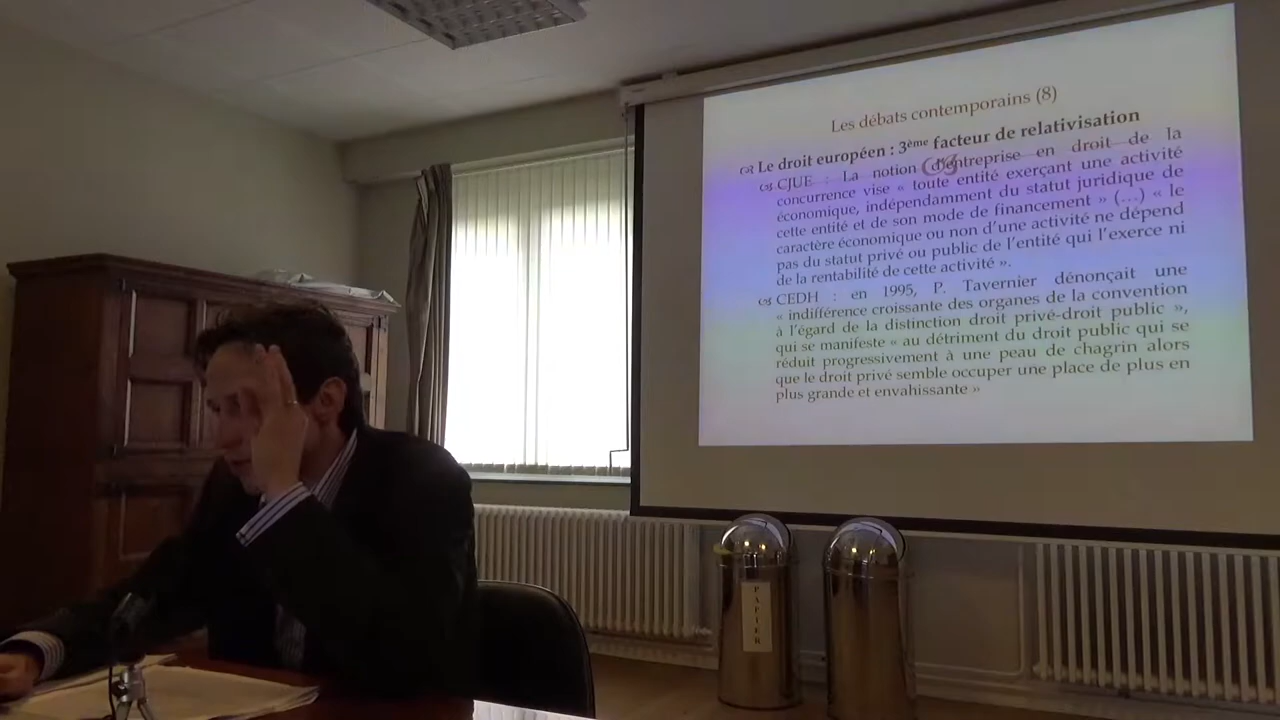 Les débats contemporains (8)
Le droit européen : 3ème facteur de relativisation
CJUE : La notion d'entreprise en droit de la
concurrence vise « toute entité exerçant une activité
économique, indépendamment du statut juridique de
cette entité et de son mode de financement » (…) « le
caractère économique ou non d'une activité ne dépend
pas du statut privé ou public de l'entité qui l'exerce ni
de la rentabilité de cette activité ».
CEDH : en 1995, P. Tavernier dénonçait une
« indifférence croissante des organes de la convention
à l'égard de la distinction droit privé-droit public »,
qui se manifeste « au détriment du droit public qui se
réduit progressivement à une peau de chagrin alors
que le droit privé semble occuper une place de plus en
plus grande et envahissante »
PAPIER